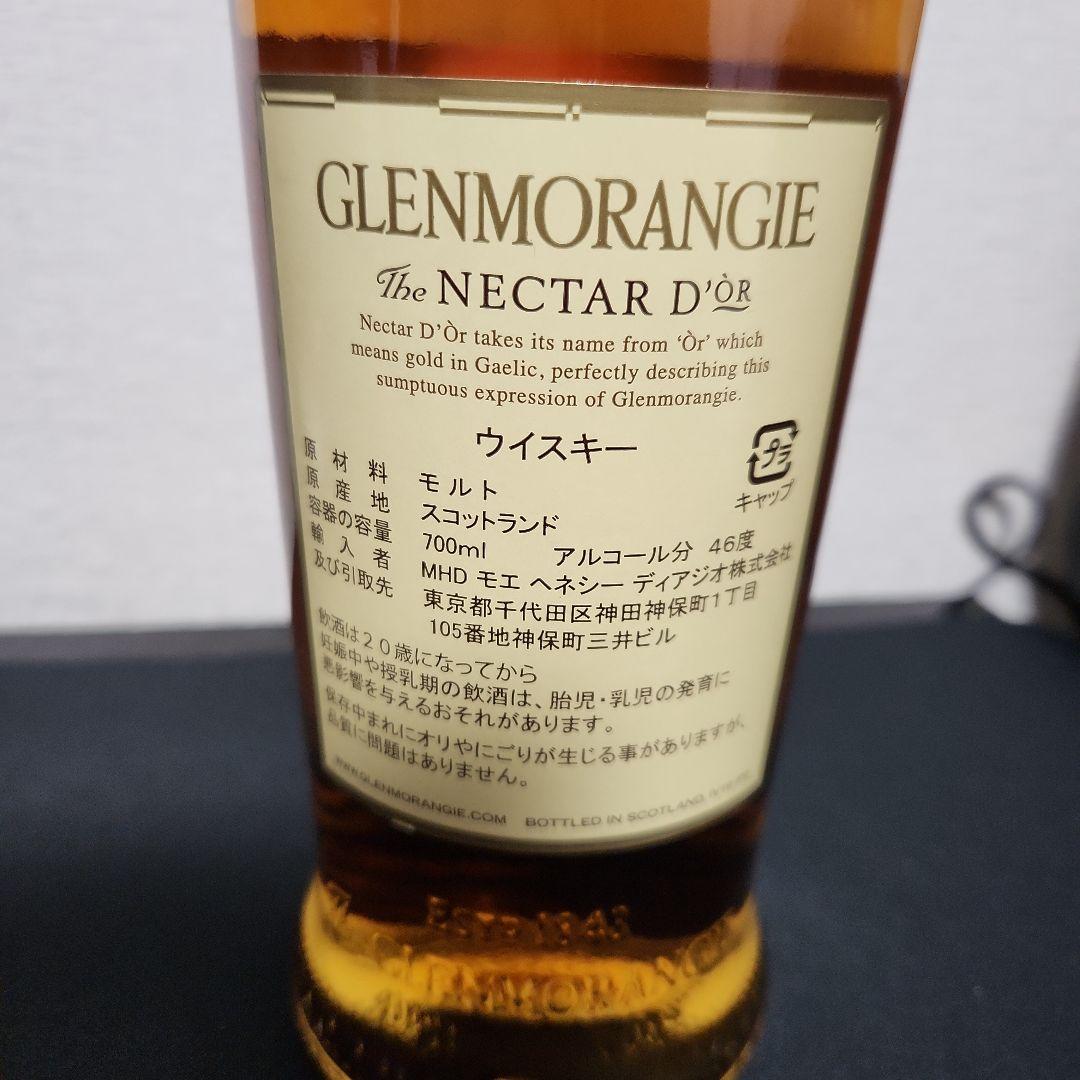 GLENMORANGIE
The NECTAR D'ÒR
Nectar D'Òr takes its name from 'Òr' which
means gold in Gaelic, perfectly describing this
sumptuous expression of Glenmorangie.
ウイスキー
プラ
キャップ
原材料 モルト
原産地 スコットランド
容器の容量 700ml アルコール分 46度
輸入者 MHD モエ ヘネシー ディアジオ株式会社
及び引取先 東京都千代田区神田神保町1丁目
105番地神保町三井ビル
飲酒は20歳になってから
妊娠中や授乳期の飲酒は、胎児・乳児の発育に
悪影響を与えるおそれがあります。
保存中まれにオリやにごりが生じる事がありますが、
品質に問題はありません。
WWW.GLENMORANGIE.COM BOTTLED IN SCOTLAND,
ESTD 1843
GLENMORANGIE